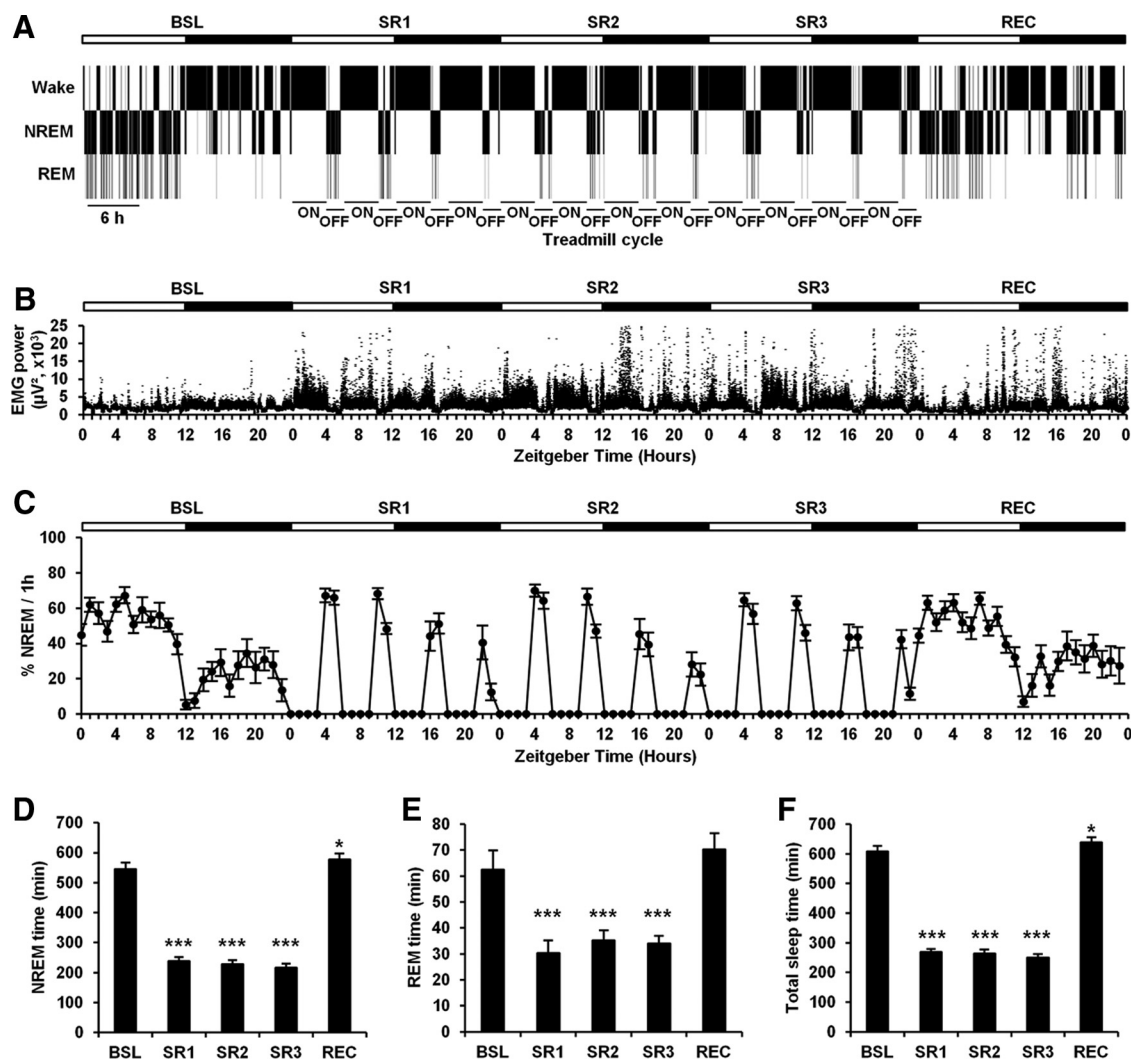 A
BSL SR1 SR2 SR3 REC
Wake
NREM
REM
6 h
ON ON ON ON ON ON ON ON ON ON ON ON
OFF OFF OFF OFF OFF OFF OFF OFF OFF OFF OFF OFF
Treadmill cycle
B
BSL SR1 SR2 SR3 REC
EMG power
(μV², x10³)
25
20
15
10
5
0
0 4 8 12 16 20 0 4 8 12 16 20 0 4 8 12 16 20 0 4 8 12 16 20 0 4 8 12 16 20 0
Zeitgeber Time (Hours)
C
BSL SR1 SR2 SR3 REC
% NREM / 1h
100
80
60
40
20
0
0 4 8 12 16 20 0 4 8 12 16 20 0 4 8 12 16 20 0 4 8 12 16 20 0 4 8 12 16 20 0
Zeitgeber Time (Hours)
D
NREM time (min)
700
600
500
400
300
200
100
0
*** *** *** *
BSL SR1 SR2 SR3 REC
E
REM time (min)
80
70
60
50
40
30
20
10
0
*** *** ***
BSL SR1 SR2 SR3 REC
F
Total sleep time (min)
700
600
500
400
300
200
100
0
*** *** *** *
BSL SR1 SR2 SR3 REC